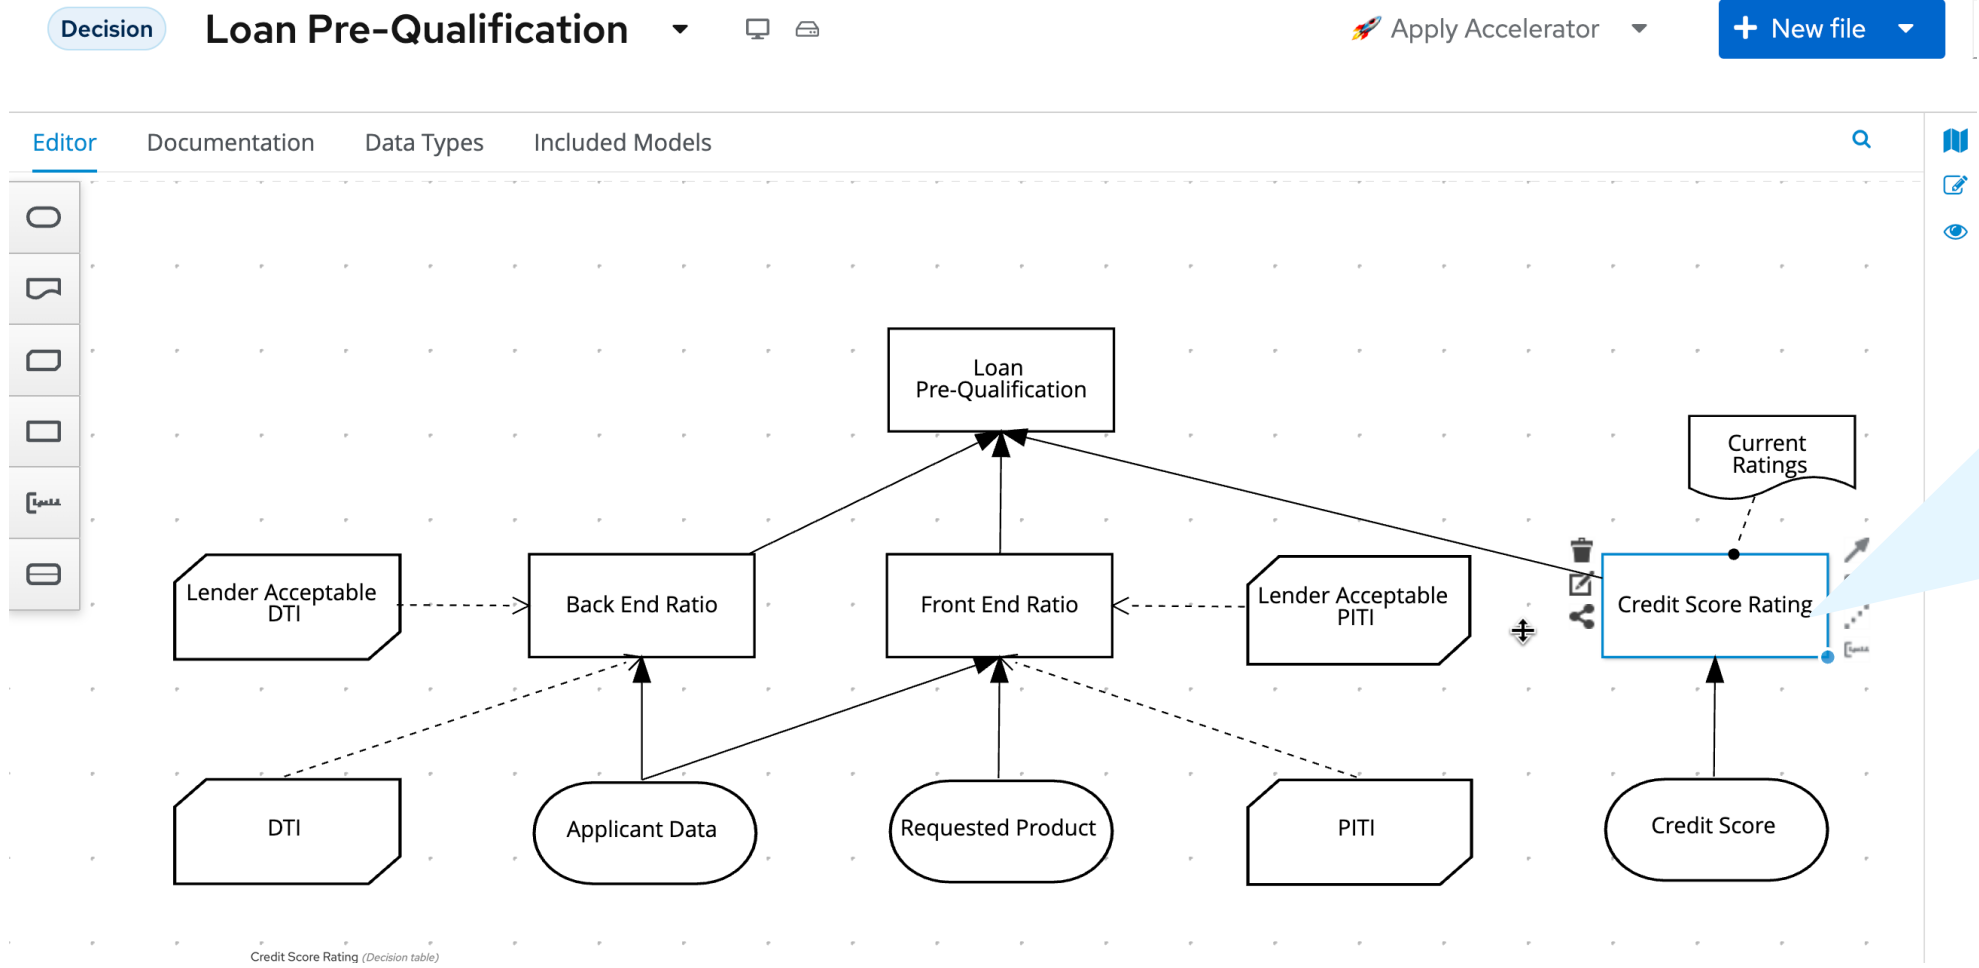 Decision
Loan Pre-Qualification
Apply Accelerator
New file
Editor
Documentation
Data Types
Included Models
Loan
Pre-Qualification
Current
Ratings
Lender Acceptable
DTI
Back End Ratio
Front End Ratio
Lender Acceptable
PITI
Credit Score Rating
DTI
Applicant Data
Requested Product
PITI
Credit Score
Credit Score Rating (Decision table)